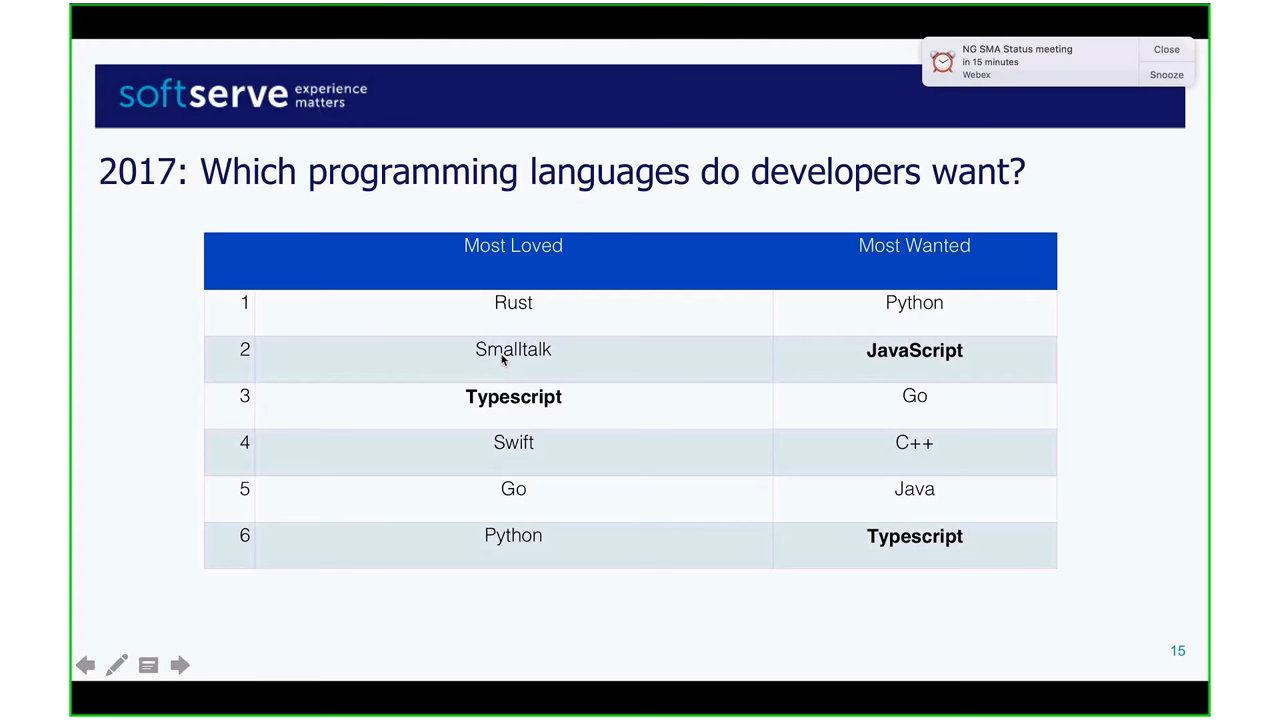 NG SMA Status meeting
in 15 minutes
Webex
Close
Snooze
softserve experience matters
2017: Which programming languages do developers want?
Most Loved Most Wanted
1 Rust Python
2 Smalltalk JavaScript
3 Typescript Go
4 Swift C++
5 Go Java
6 Python Typescript
15